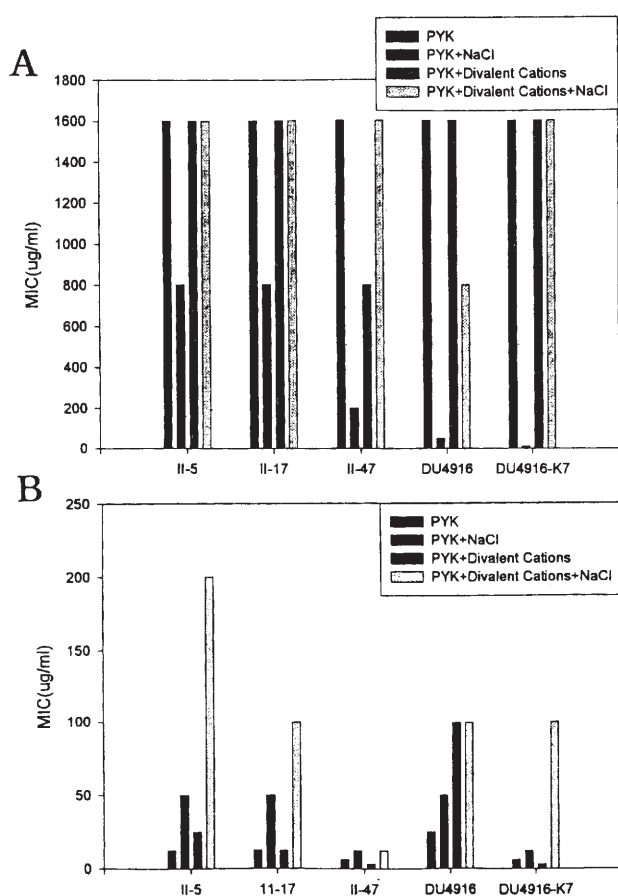 A
PYK
PYK+NaCl
PYK+Divalent Cations
PYK+Divalent Cations+NaCl
1800
1600
1400
1200
1000
800
600
400
200
0
MIC(ug/ml)
II-5 II-17 II-47 DU4916 DU4916-K7
B
PYK
PYK+NaCl
PYK+Divalent Cations
PYK+Divalent Cations+NaCl
250
200
150
100
50
0
MIC(ug/ml)
II-5 11-17 II-47 DU4916 DU4916-K7